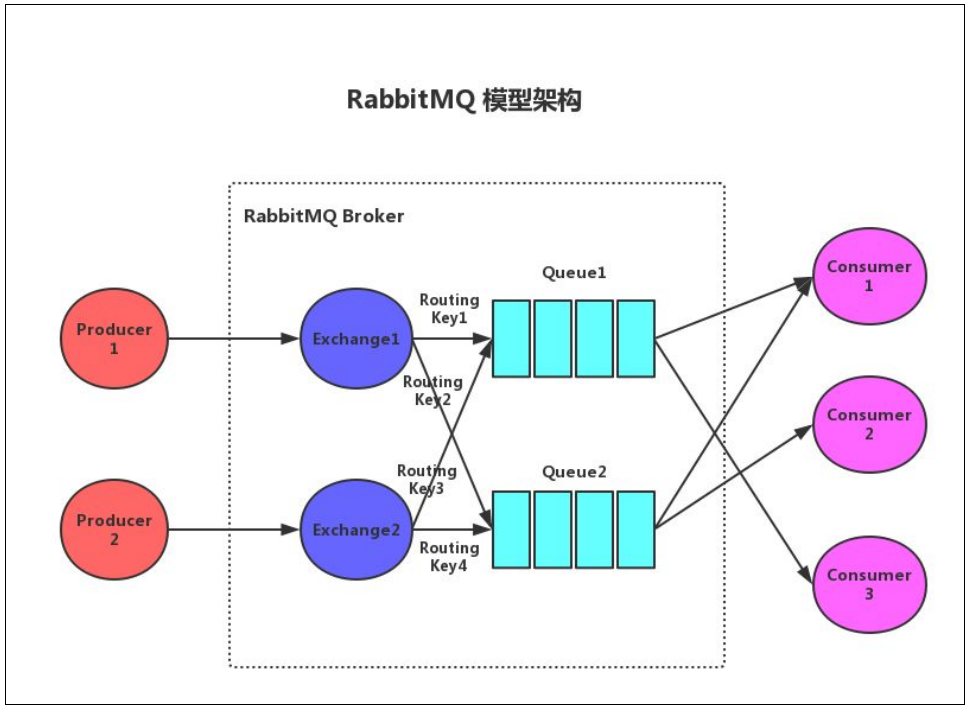 RabbitMQ 模型架构
RabbitMQ Broker
Producer
1
Exchange1
Routing
Key1
Routing
Key2
Queue1
Consumer
1
Consumer
2
Producer
2
Exchange2
Routing
Key3
Routing
Key4
Queue2
Consumer
3